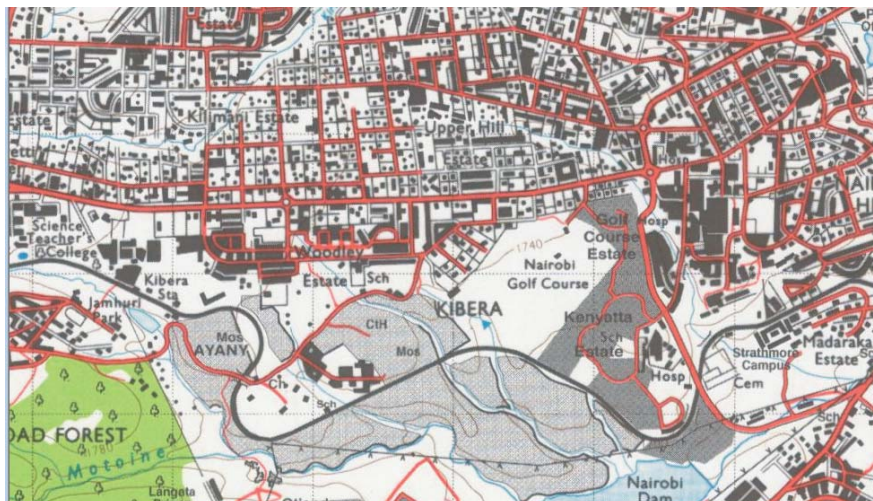 Estate
Kilimani Estate
Estate
Upper Hill
Estate
H
Hosp
Science
Teacher's
College
Woodley
Estate
Sch
1740
Nairobi
Golf Course
Golf
Course
Estate
Hosp
Kibera
Sta
Jamhuri
Park
KIBERA
Mos
AYANY
CtH
Mos
Kenyatta
Sch
Estate
Hosp
Strathmore
Campus
Cem
Madaraka
Estate
Ch
Sch
Sch
OAD FOREST
1780
Motoine
Langata
Nairobi
Dam